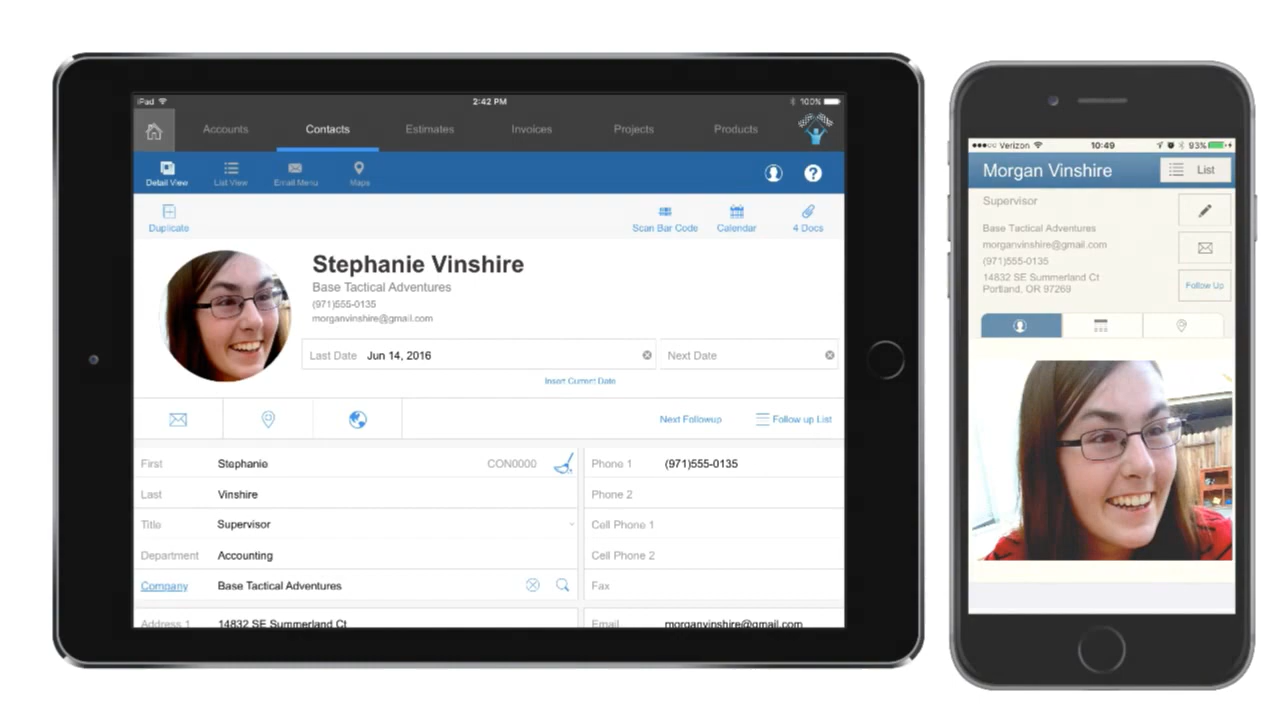 iPad 2:42 PM 100%
Accounts Contacts Estimates Invoices Projects Products
Detail View List View Email Menu Maps
Duplicate Scan Bar Code Calendar 4 Docs
Stephanie Vinshire
Base Tactical Adventures
(971)555-0135
morganvinshire@gmail.com
Last Date Jun 14, 2016 Next Date
Insert Current Date
Next Followup Follow up List
First Stephanie CON0000 Phone 1 (971)555-0135
Last Vinshire Phone 2
Title Supervisor Cell Phone 1
Department Accounting Cell Phone 2
Company Base Tactical Adventures Fax
Address 1 14832 SE Summerland Ct Email morganvinshire@gmail.com
Verizon 10:49 93%
Morgan Vinshire List
Supervisor
Base Tactical Adventures
morganvinshire@gmail.com
(971)555-0135
14832 SE Summerland Ct
Portland, OR 97269
Follow Up